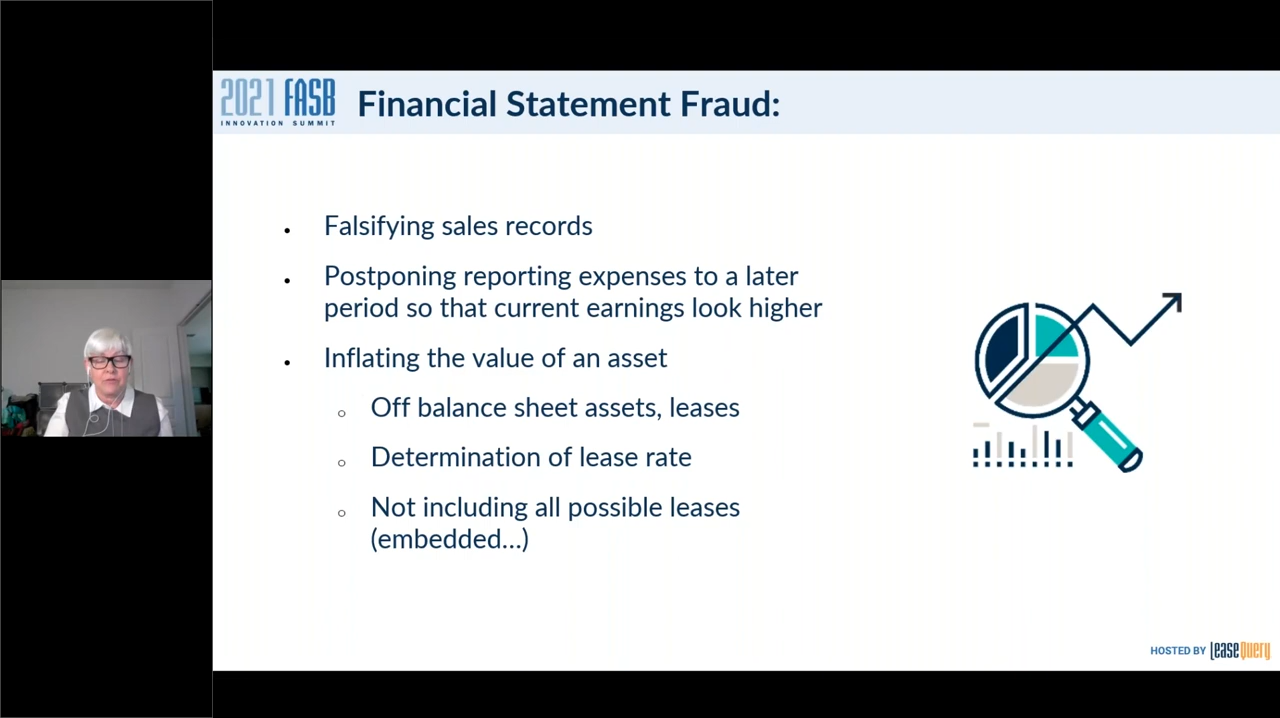 2021 FASB
INNOVATION SUMMIT
Financial Statement Fraud:
• Falsifying sales records
• Postponing reporting expenses to a later
period so that current earnings look higher
• Inflating the value of an asset
o Off balance sheet assets, leases
o Determination of lease rate
o Not including all possible leases
(embedded...)
HOSTED BY LeaseQuery